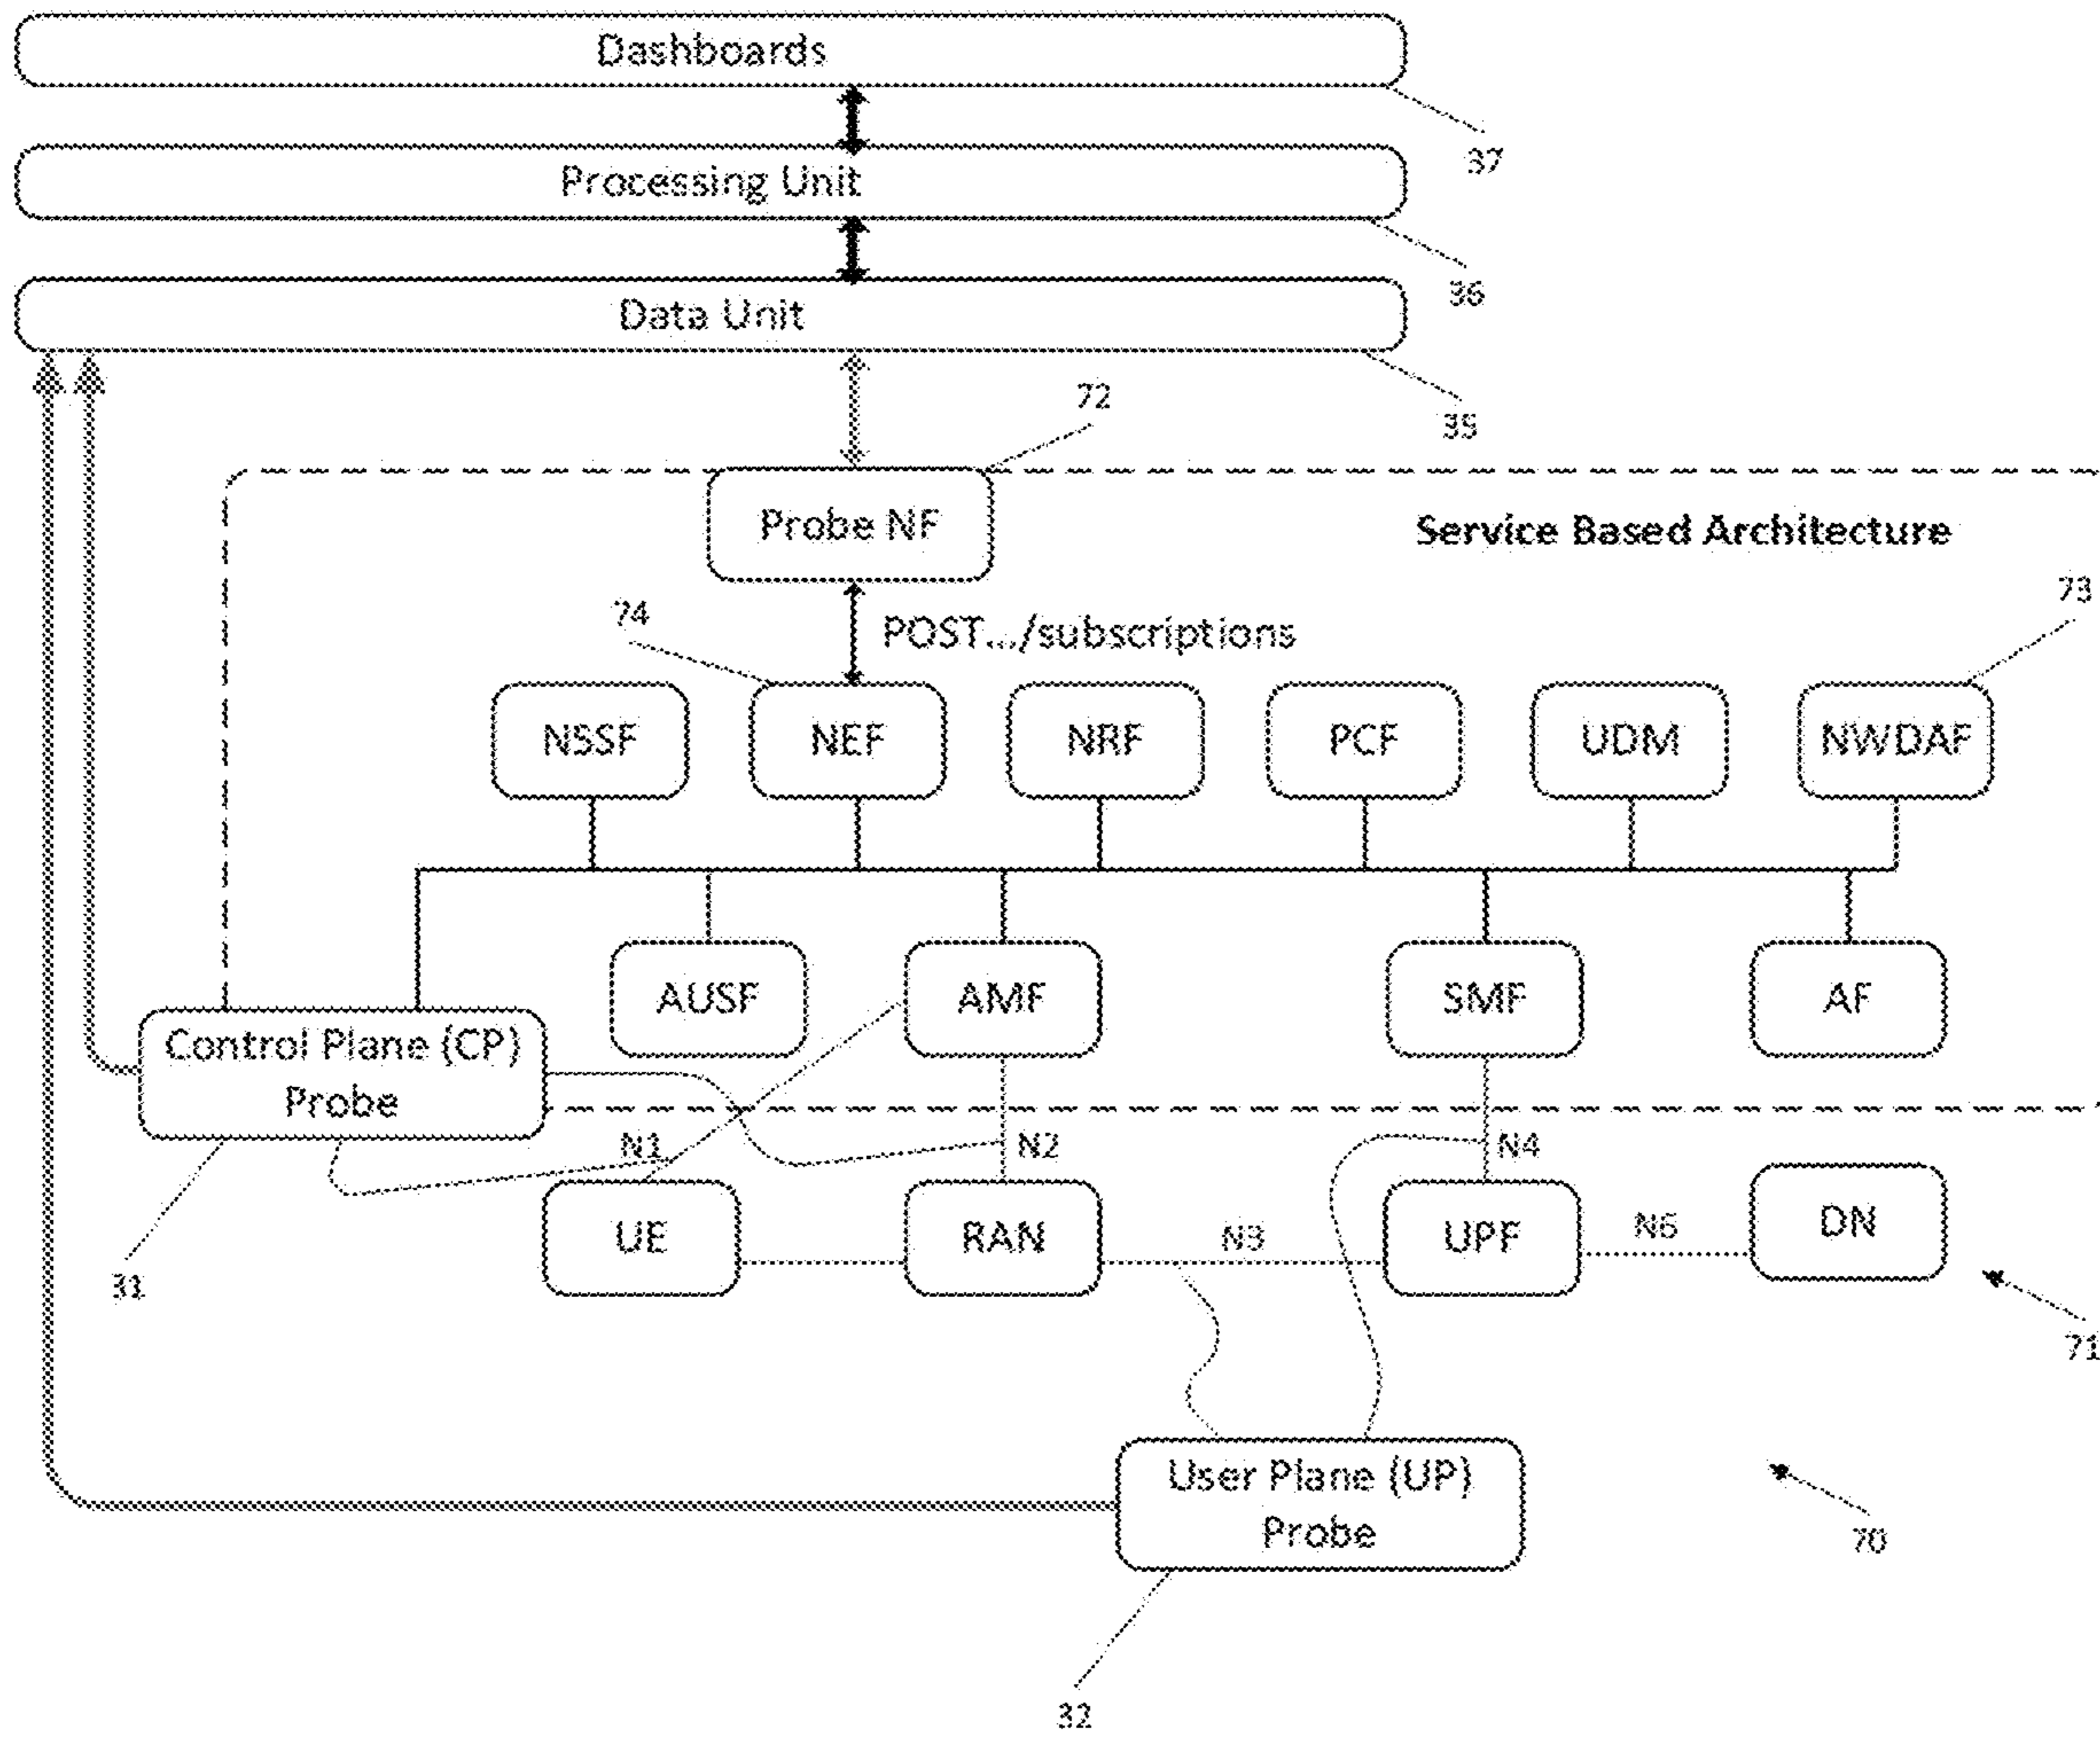 Dashboards
37
Processing Unit
36
Data Unit
35
72
Probe NF
Service Based Architecture
73
74
POST.../subscriptions
NSSF
NEF
NRF
PCF
UDM
NWDAF
AUSF
AMF
SMF
AF
Control Plane (CP)
Probe
N1
N2
N4
UE
RAN
N3
UPF
N6
DN
31
71
User Plane (UP)
Probe
70
32